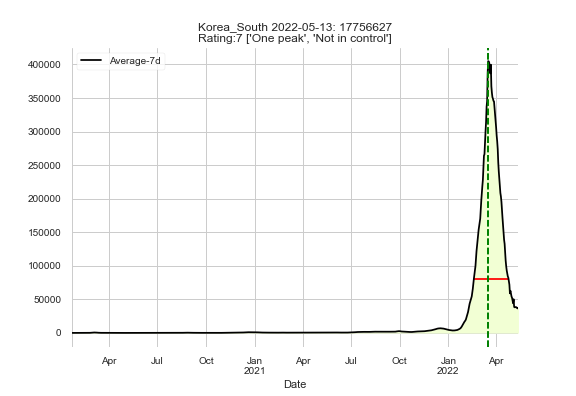 Korea_South 2022-05-13: 17756627
Rating:7 ['One peak', 'Not in control']
Average-7d
400000
350000
300000
250000
200000
150000
100000
50000
0
Apr Jul Oct Jan Apr Jul Oct Jan Apr
2021 2022
Date